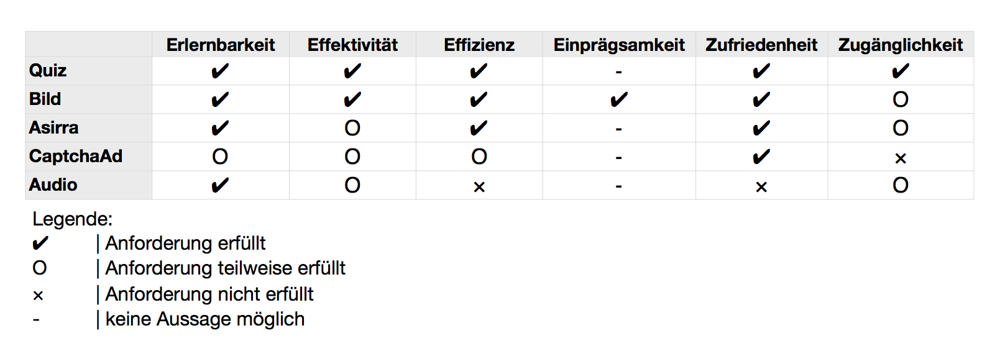 Erlernbarkeit Effektivität Effizienz Einprägsamkeit Zufriedenheit Zugänglichkeit
Quiz ✔ ✔ ✔ - ✔ ✔
Bild ✔ ✔ ✔ ✔ ✔ O
Asirra ✔ O ✔ - ✔ O
CaptchaAd O O O - ✔ ×
Audio ✔ O × - × O
Legende:
✔ | Anforderung erfüllt
O | Anforderung teilweise erfüllt
× | Anforderung nicht erfüllt
- | keine Aussage möglich